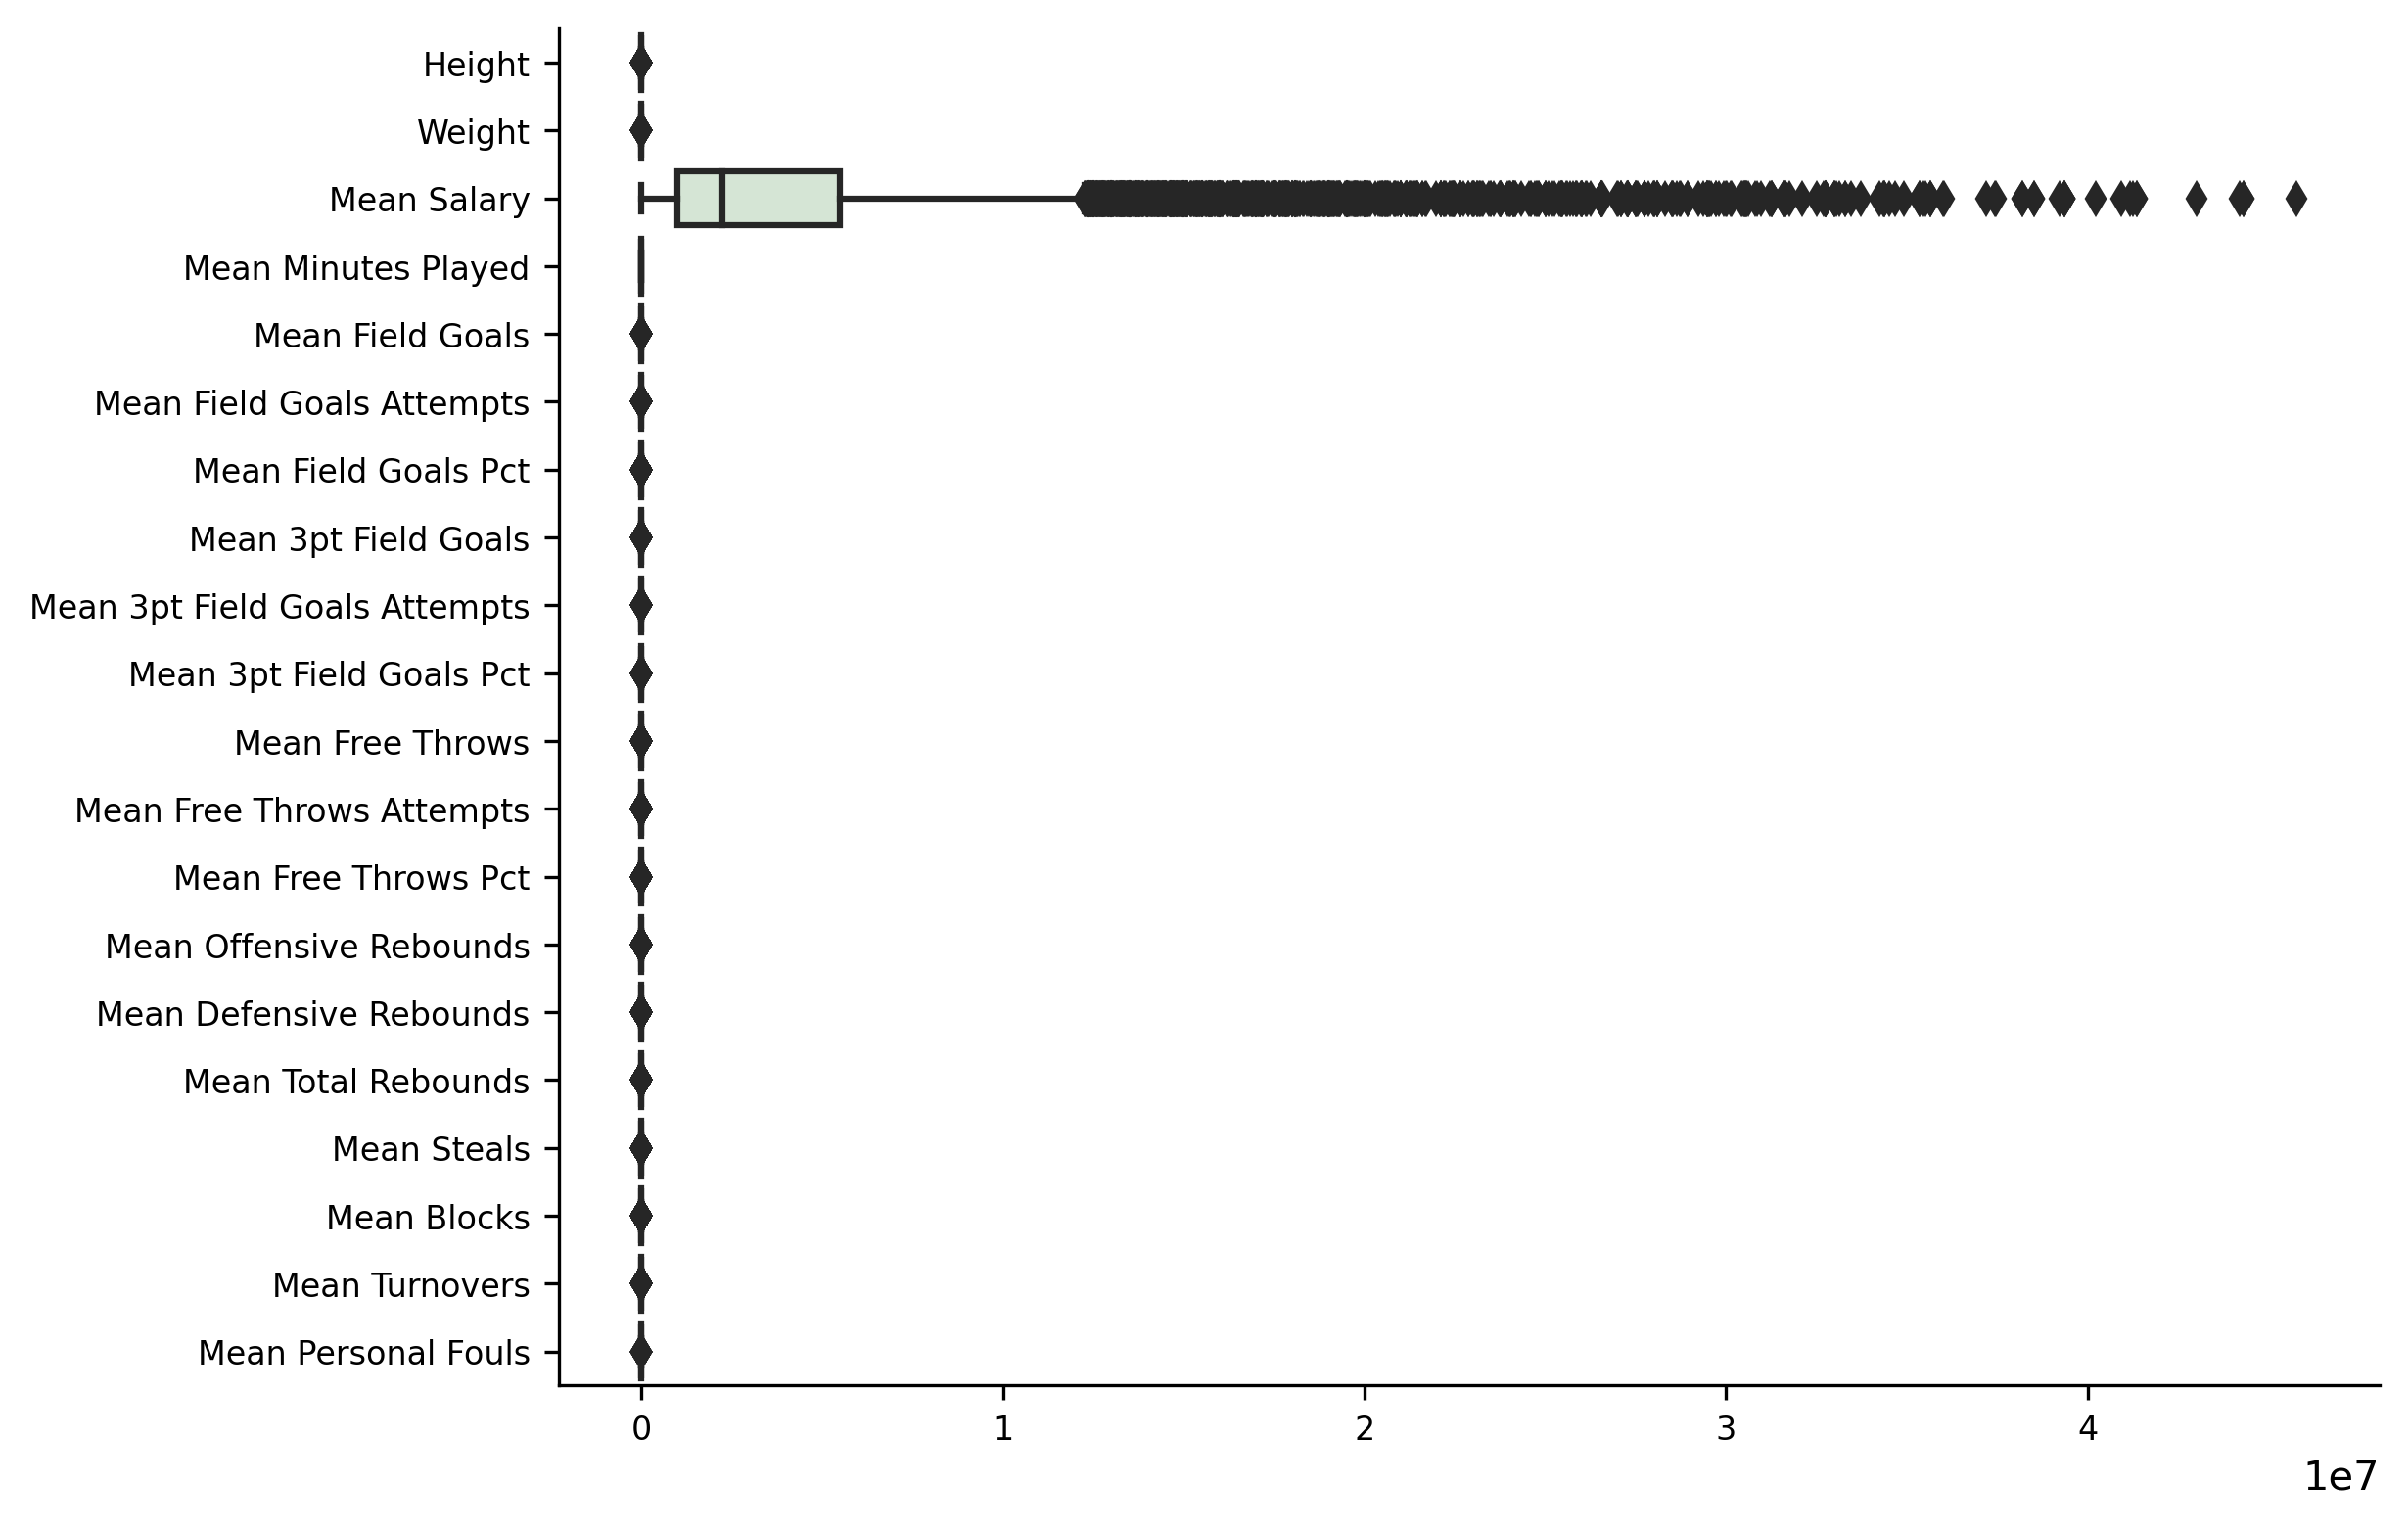 Height
Weight
Mean Salary
Mean Minutes Played
Mean Field Goals
Mean Field Goals Attempts
Mean Field Goals Pct
Mean 3pt Field Goals
Mean 3pt Field Goals Attempts
Mean 3pt Field Goals Pct
Mean Free Throws
Mean Free Throws Attempts
Mean Free Throws Pct
Mean Offensive Rebounds
Mean Defensive Rebounds
Mean Total Rebounds
Mean Steals
Mean Blocks
Mean Turnovers
Mean Personal Fouls
0 1 2 3 4
1e7